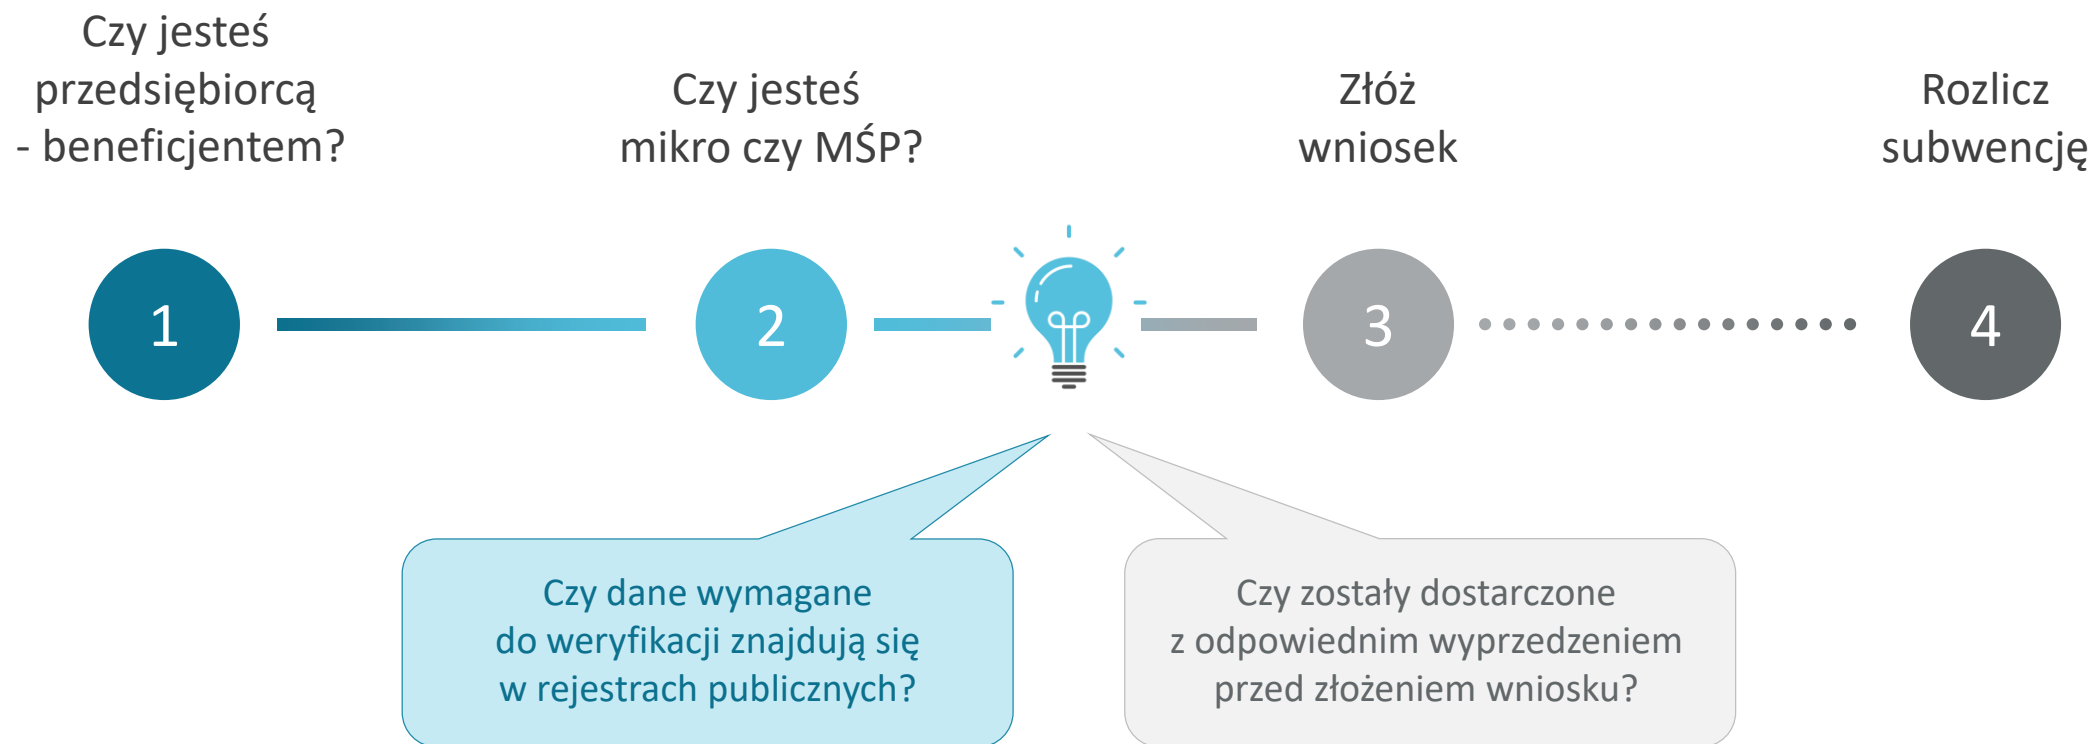 Czy jesteś
przedsiębiorcą
- beneficjentem?
Czy jesteś
mikro czy MŚP?
Złóż
wniosek
Rozlicz
subwencję
1
2
3
4
Czy dane wymagane
do weryfikacji znajdują się
w rejestrach publicznych?
Czy zostały dostarczone
z odpowiednim wyprzedzeniem
przed złożeniem wniosku?